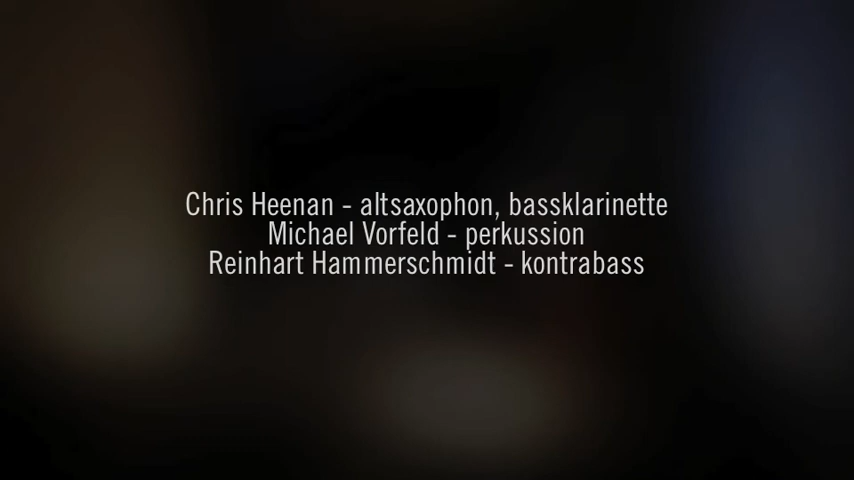 Chris Heenan - altsaxophon, bassklarinette
Michael Vorfeld - perkussion
Reinhart Hammerschmidt - kontrabass